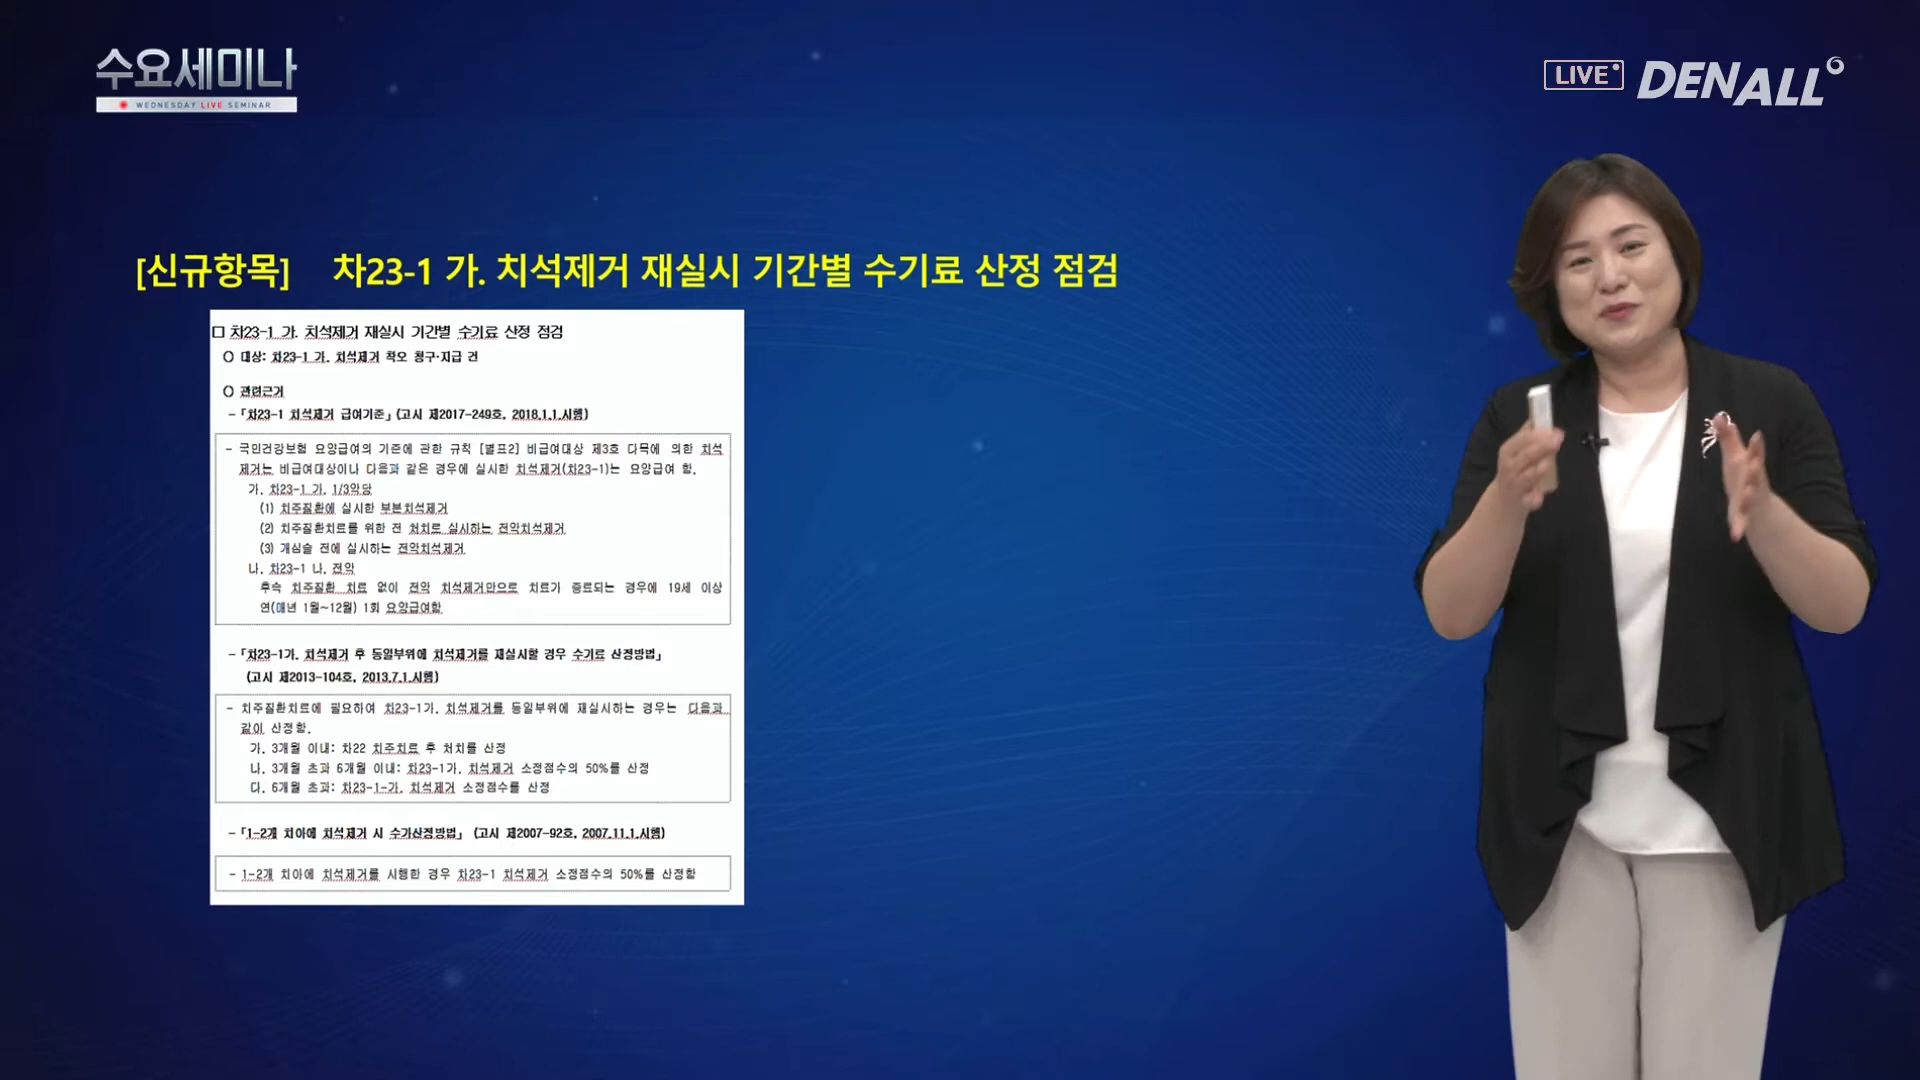 수요세미나
WEDNESDAY LIVE SEMINAR
LIVE
DENALL
[신규항목] 차23-1 가. 치석제거 재실시 기간별 수기료 산정 점검
□ 차23-1 가. 치석제거 재실시 기간별 수기료 산정 점검
○ 대상: 차23-1 가. 치석제거 착오 청구·지급 건
○ 관련근거
-「차23-1 치석제거 급여기준」(고시 제2017-249호, 2018.1.1.시행)
- 국민건강보험 요양급여의 기준에 관한 규칙 [별표2] 비급여대상 제3호 다목에 의한 치석
제거는 비급여대상이나 다음과 같은 경우에 실시한 치석제거(차23-1)는 요양급여 함.
가. 차23-1 가. 1/3악당
(1) 치주질환에 실시한 부분치석제거
(2) 치주질환치료를 위한 전 처치로 실시하는 전악치석제거
(3) 개심술 전에 실시하는 전악치석제거
나. 차23-1 나. 전악
후속 치주질환 치료 없이 전악 치석제거만으로 치료가 종료되는 경우에 19세 이상
연(매년 1월~12월) 1회 요양급여함
-「차23-1가. 치석제거 후 동일부위에 치석제거를 재실시할 경우 수기료 산정방법」
(고시 제2013-104호, 2013.7.1.시행)
- 치주질환치료에 필요하여 차23-1가. 치석제거를 동일부위에 재실시하는 경우는 다음과
같이 산정함.
가. 3개월 이내: 차22 치주치료 후 처치를 산정
나. 3개월 초과 6개월 이내: 차23-1가. 치석제거 소정점수의 50%를 산정
다. 6개월 초과: 차23-1-가. 치석제거 소정점수를 산정
-「1-2개 치아에 치석제거 시 수가산정방법」 (고시 제2007-92호, 2007.11.1.시행)
- 1-2개 치아에 치석제거를 시행한 경우 차23-1 치석제거 소정점수의 50%를 산정함